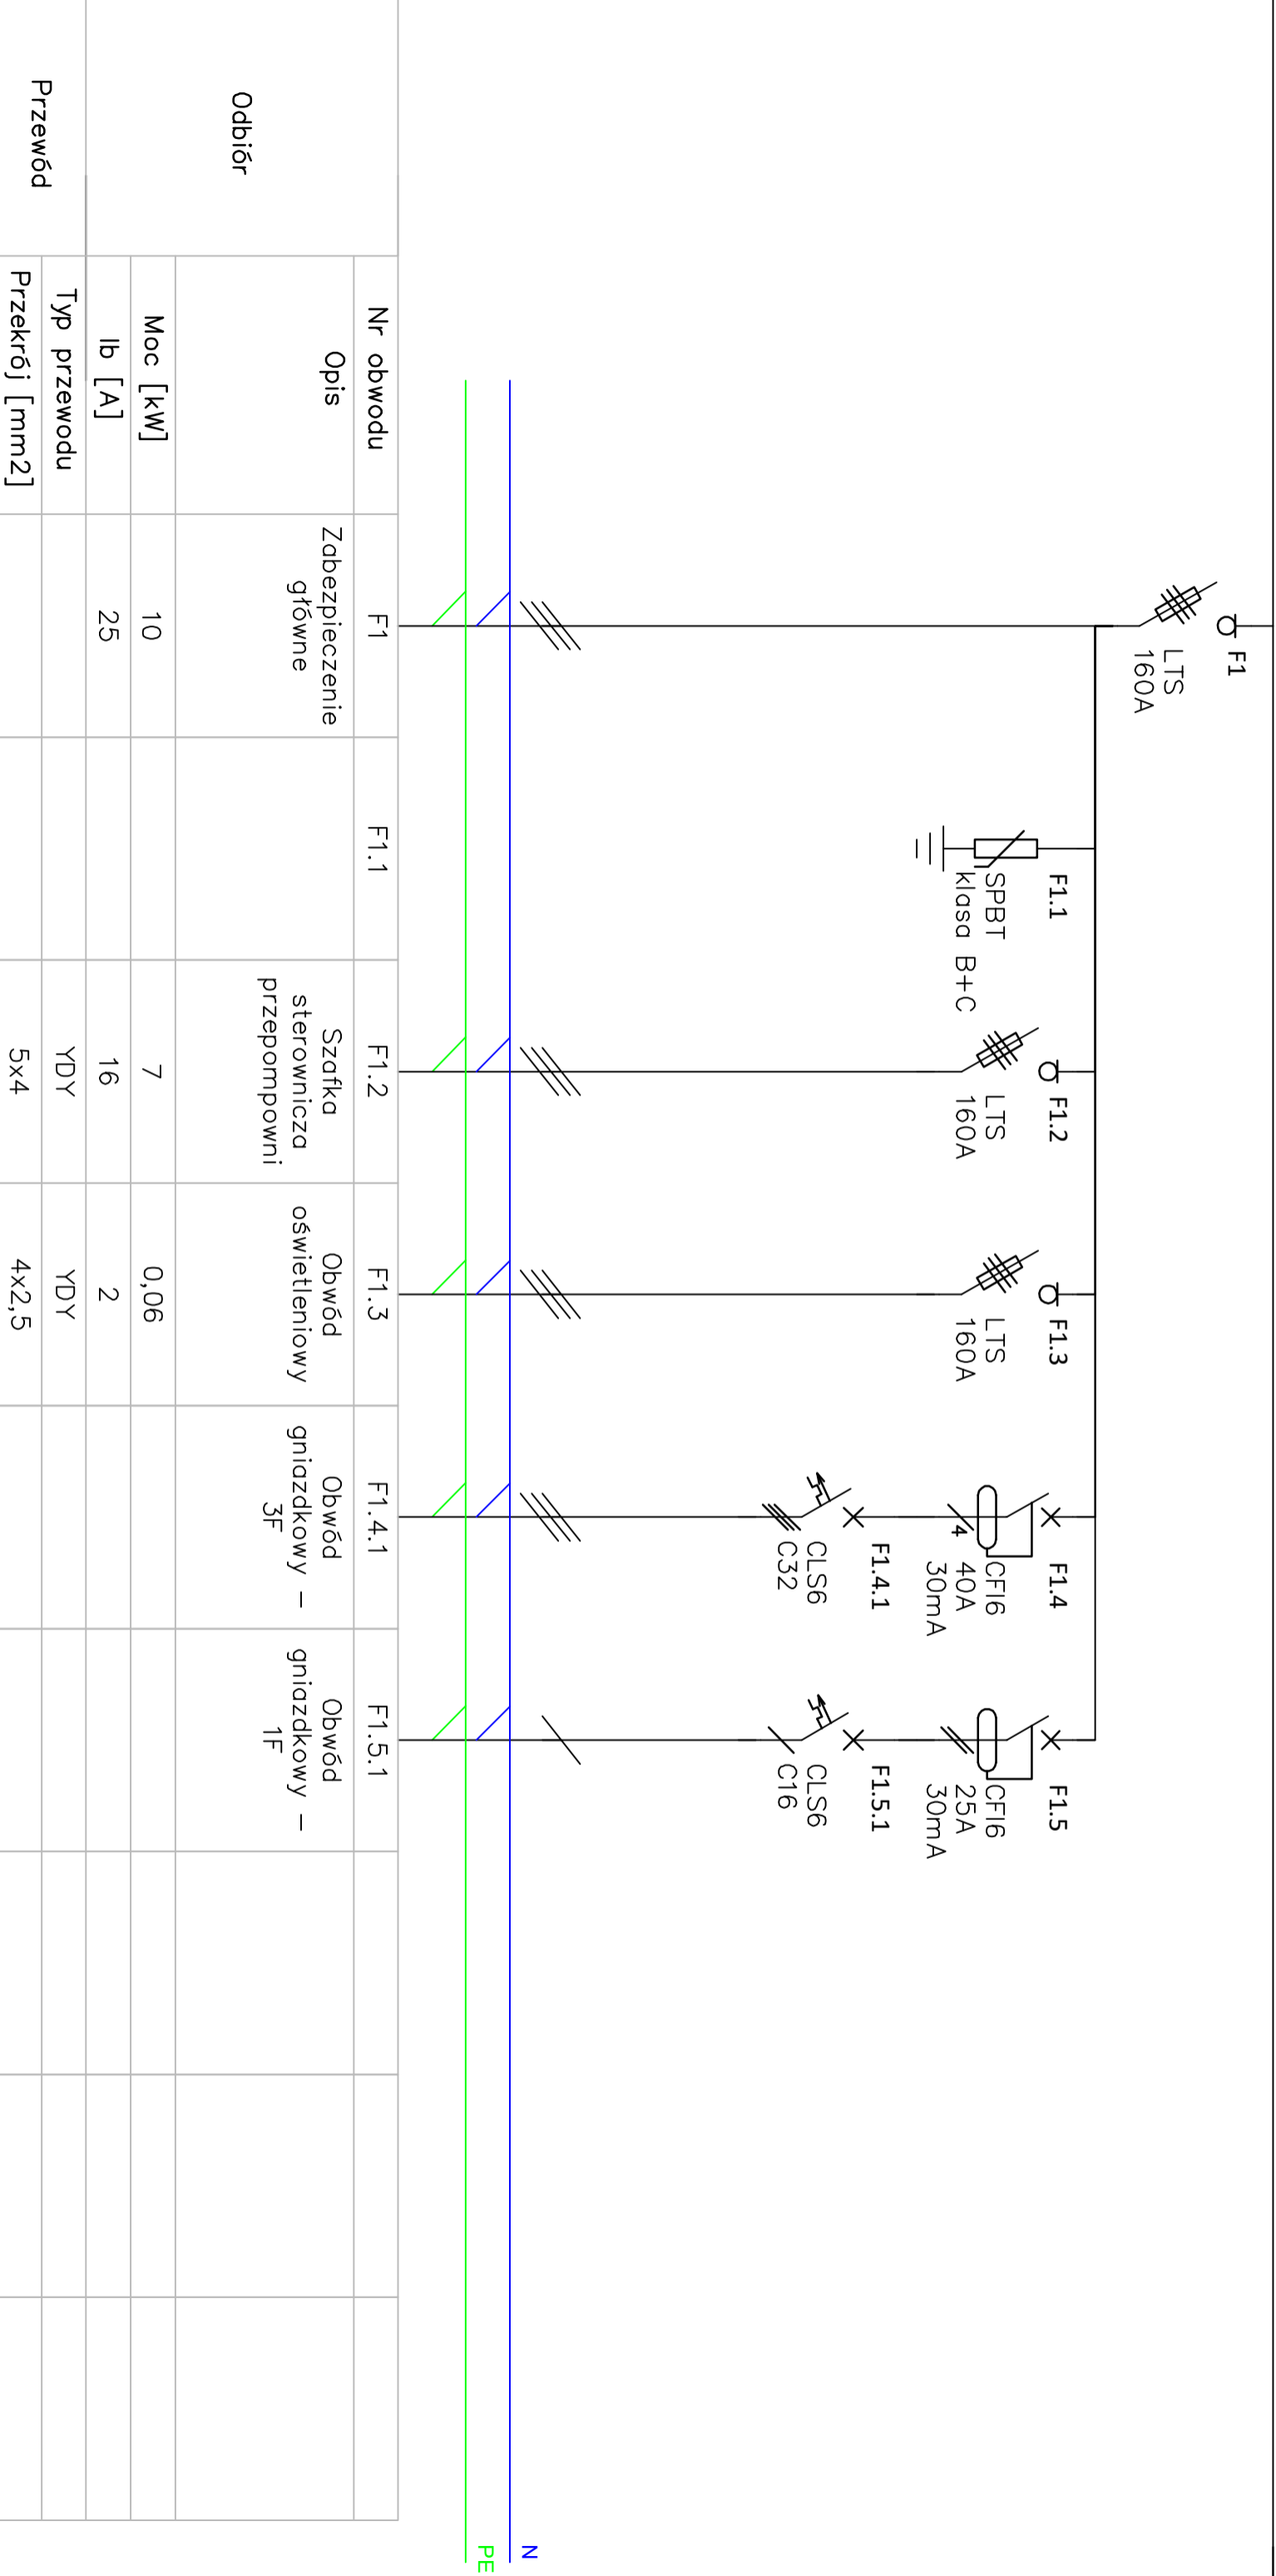 F1
LTS
160A
F1.1
SPBT
klasa B+C
F1.2
LTS
160A
F1.3
LTS
160A
F1.4
CFI6
40A
30mA
4
F1.5
CFI6
25A
30mA
F1.4.1
CLS6
C32
F1.5.1
CLS6
C16
N
PE
Nr obwodu
F1
F1.1
F1.2
F1.3
F1.4.1
F1.5.1
Odbiór
Opis
Zabezpieczenie
główne
Szafka
sterownicza
przepompowni
Obwód
oświetleniowy
Obwód
gniazdkowy –
3F
Obwód
gniazdkowy –
1F
Moc [kW]
10
7
0,06
Ib [A]
25
16
2
Przewód
Typ przewodu
YDY
YDY
Przekrój [mm2]
5x4
4x2,5